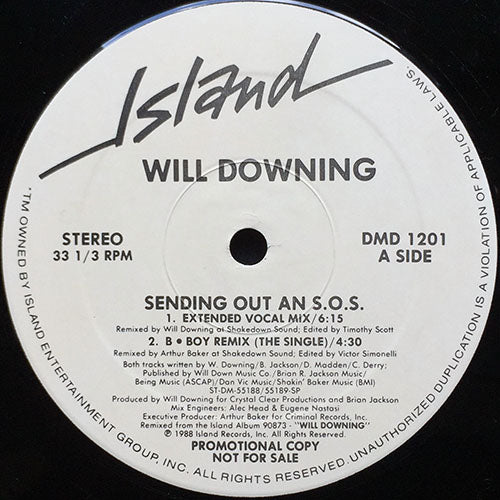 Island
WILL DOWNING
STEREO
33 1/3 RPM
DMD 1201
A SIDE
SENDING OUT AN S.O.S.
1. EXTENDED VOCAL MIX/6:15
Remixed by Will Downing at Shakedown Sound; Edited by Timothy Scott
2. B • BOY REMIX (THE SINGLE)/4:30
Remixed by Arthur Baker at Shakedown Sound; Edited by Victor Simonelli
Both tracks written by W. Downing/B. Jackson/D. Madden/C. Derry;
Published by Will Down Music Co./Brian R. Jackson Music/
Being Music (ASCAP)/Dan Vic Music/Shakin' Baker Music (BMI)
ST-DM-55188/55189-SP
Produced by Will Downing for Crystal Clear Productions and Brian Jackson
Mix Engineers: Alec Head & Eugene Nastasi
Executive Producer: Arthur Baker for Criminal Records, Inc.
Remixed from the Island Album 90873 - "WILL DOWNING"
℗ 1988 Island Records, Inc. All Rights Reserved.
PROMOTIONAL COPY
NOT FOR SALE
"TM OWNED BY ISLAND ENTERTAINMENT GROUP, INC. ALL RIGHTS RESERVED. UNAUTHORIZED DUPLICATION IS A VIOLATION OF APPLICABLE LAWS.